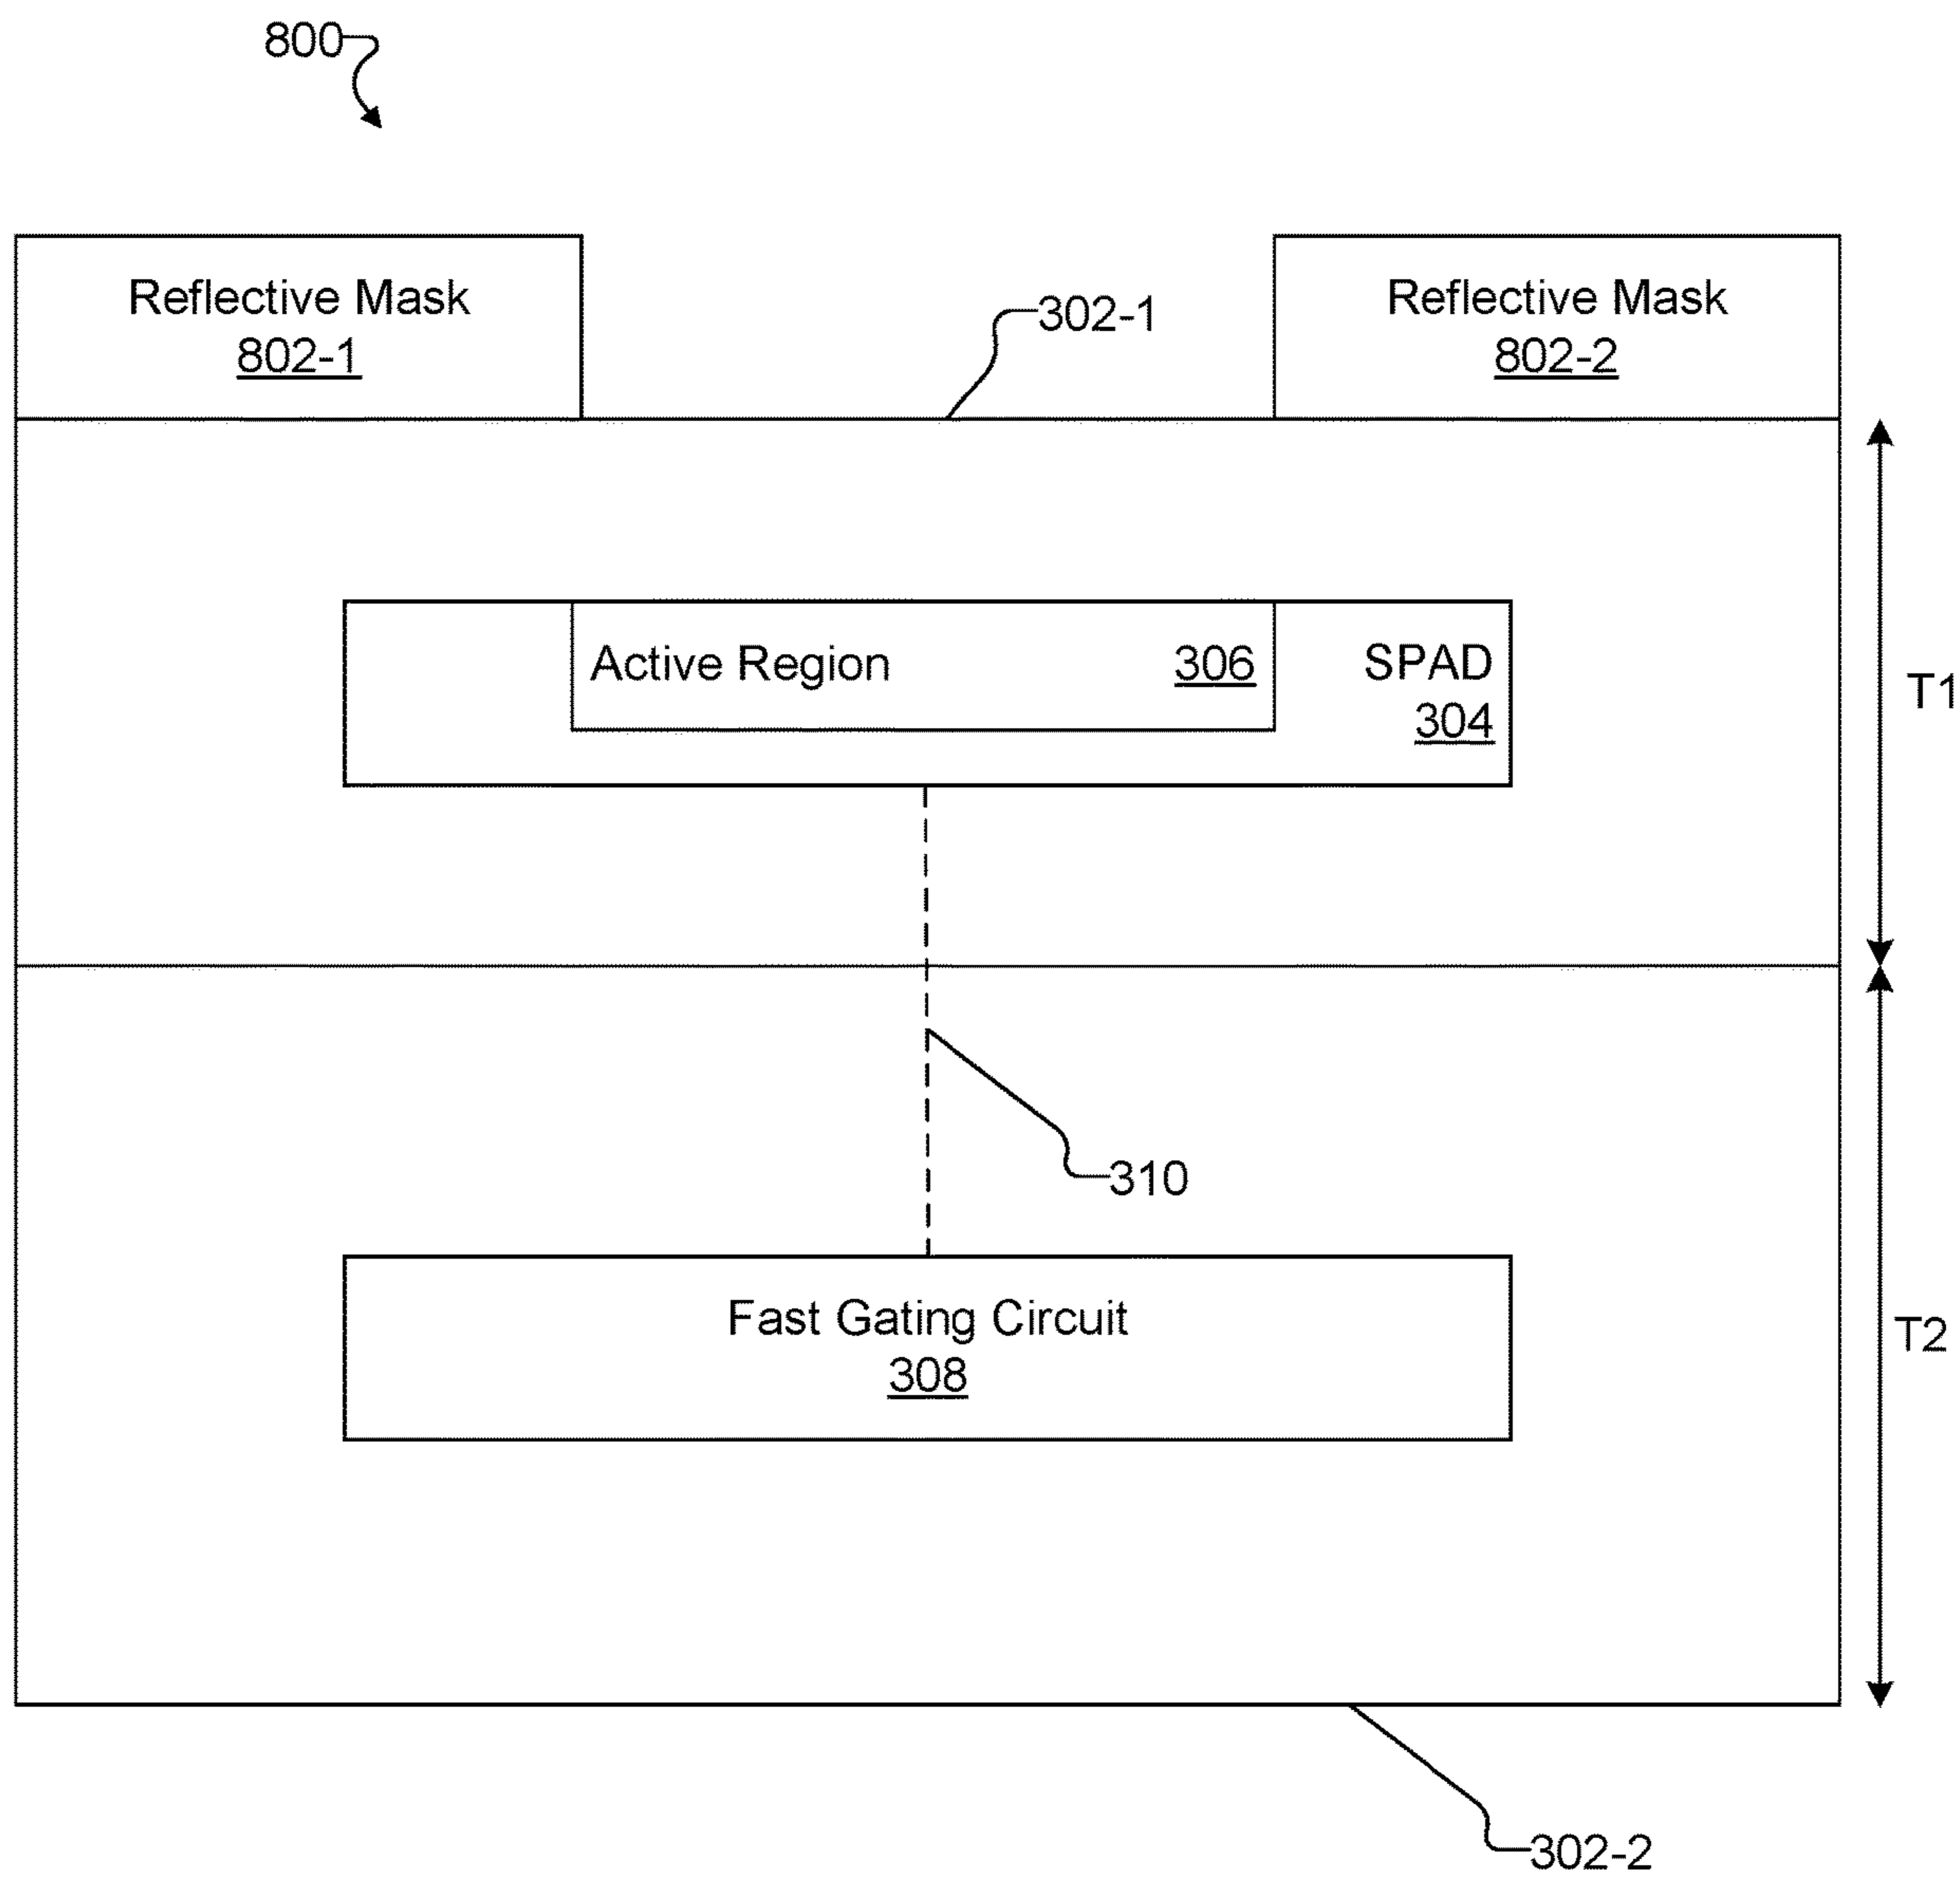 800
Reflective Mask
802-1
Reflective Mask
802-2
302-1
Active Region 306
SPAD
304
T1
310
Fast Gating Circuit
308
T2
302-2